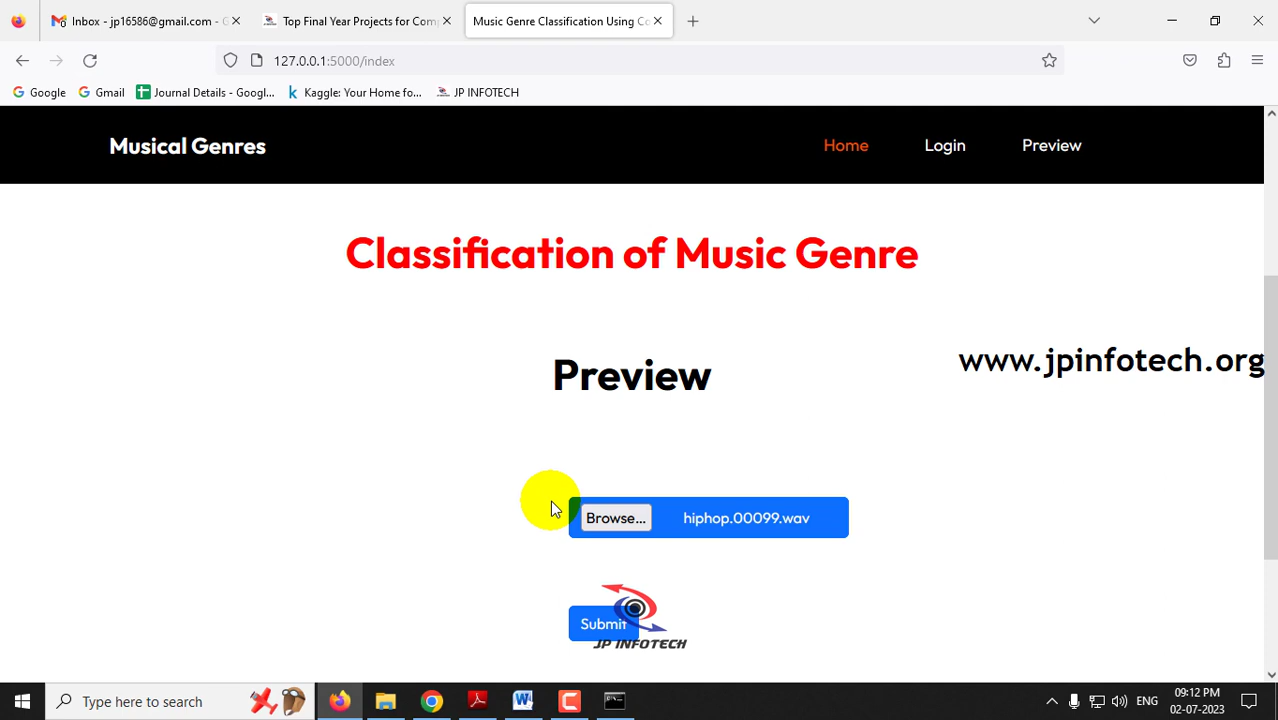 Inbox - jp16586@gmail.com - G
Top Final Year Projects for Comp
Music Genre Classification Using Co
127.0.0.1:5000/index
Google
Gmail
Journal Details - Googl...
Kaggle: Your Home fo...
JP INFOTECH
Musical Genres
Home
Login
Preview
Classification of Music Genre
www.jpinfotech.org
Preview
Browse...
hiphop.00099.wav
Submit
JP INFOTECH
Type here to search
ENG
09:12 PM
02-07-2023